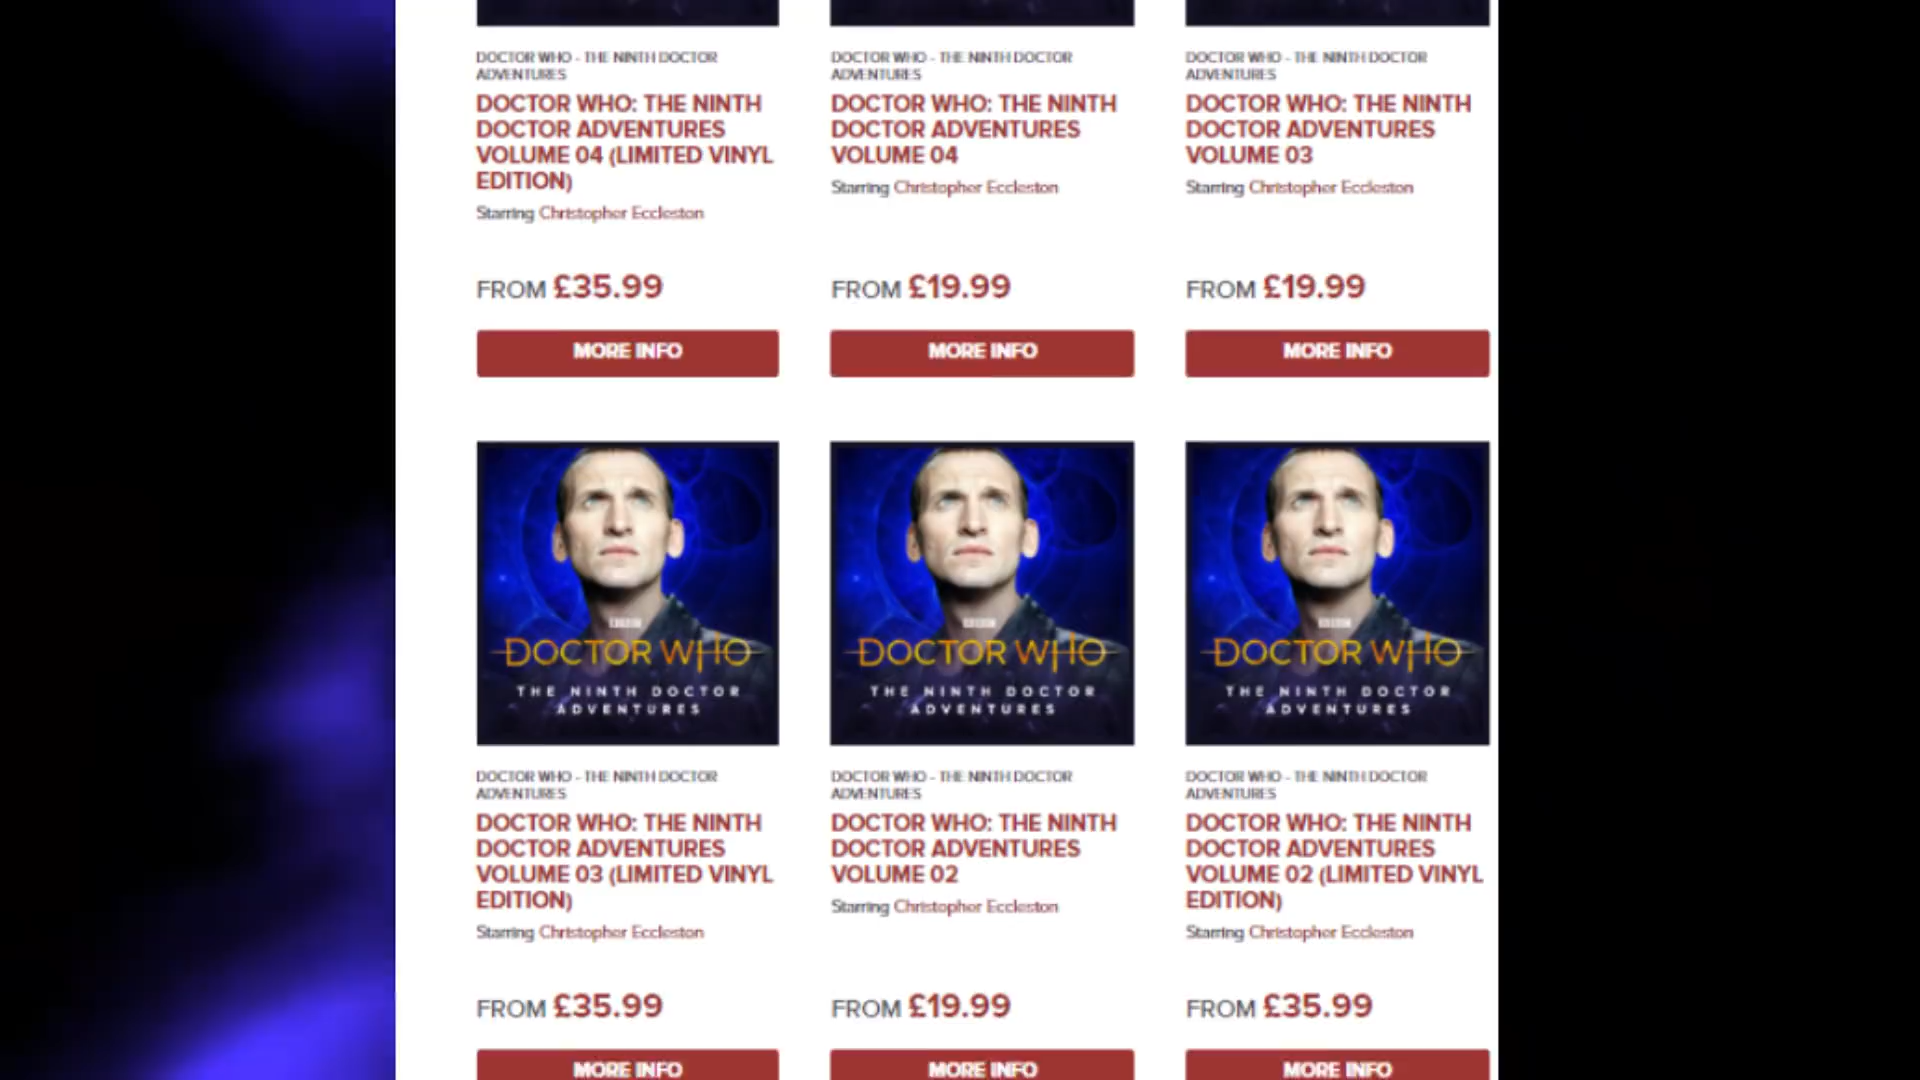 DOCTOR WHO - THE NINTH DOCTOR
ADVENTURES
DOCTOR WHO: THE NINTH
DOCTOR ADVENTURES
VOLUME 04 (LIMITED VINYL
EDITION)
Starring Christopher Eccleston
FROM £35.99
MORE INFO
DOCTOR WHO - THE NINTH DOCTOR
ADVENTURES
DOCTOR WHO: THE NINTH
DOCTOR ADVENTURES
VOLUME 04
Starring Christopher Eccleston
FROM £19.99
MORE INFO
DOCTOR WHO - THE NINTH DOCTOR
ADVENTURES
DOCTOR WHO: THE NINTH
DOCTOR ADVENTURES
VOLUME 03
Starring Christopher Eccleston
FROM £19.99
MORE INFO
BBC
DOCTOR WHO
THE NINTH DOCTOR
ADVENTURES
DOCTOR WHO - THE NINTH DOCTOR
ADVENTURES
DOCTOR WHO: THE NINTH
DOCTOR ADVENTURES
VOLUME 03 (LIMITED VINYL
EDITION)
Starring Christopher Eccleston
FROM £35.99
MORE INFO
BBC
DOCTOR WHO
THE NINTH DOCTOR
ADVENTURES
DOCTOR WHO - THE NINTH DOCTOR
ADVENTURES
DOCTOR WHO: THE NINTH
DOCTOR ADVENTURES
VOLUME 02
Starring Christopher Eccleston
FROM £19.99
MORE INFO
BBC
DOCTOR WHO
THE NINTH DOCTOR
ADVENTURES
DOCTOR WHO - THE NINTH DOCTOR
ADVENTURES
DOCTOR WHO: THE NINTH
DOCTOR ADVENTURES
VOLUME 02 (LIMITED VINYL
EDITION)
Starring Christopher Eccleston
FROM £35.99
MORE INFO